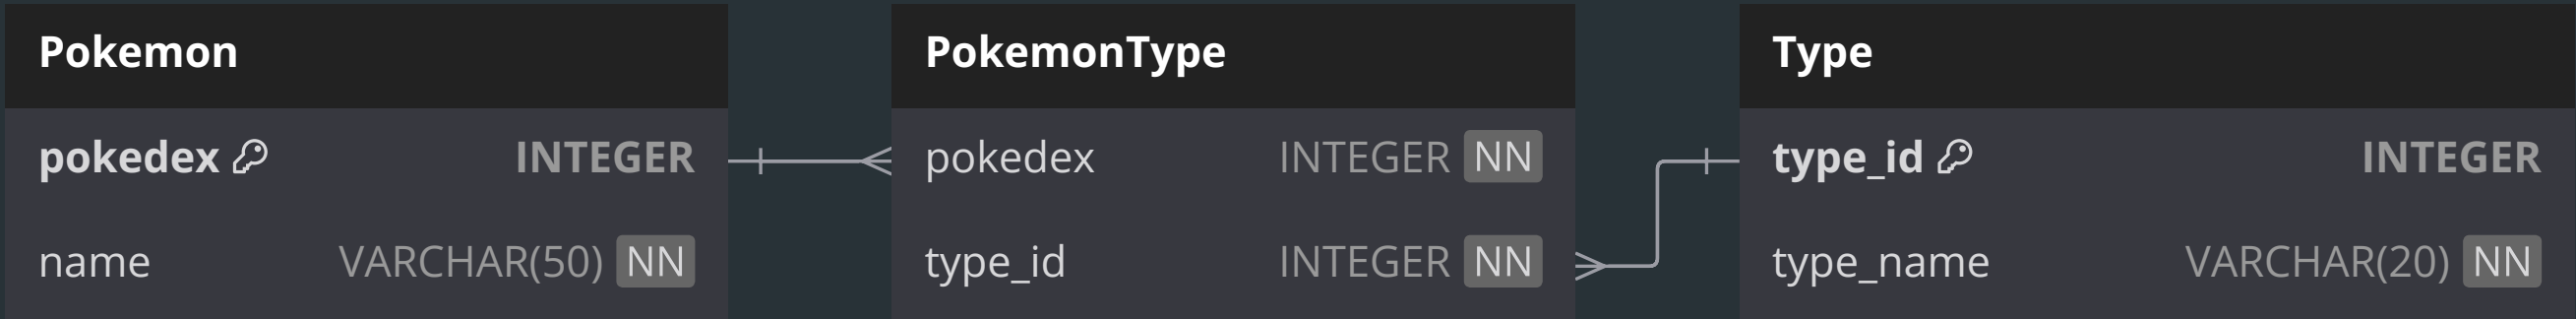 Pokemon
pokedex INTEGER
name VARCHAR(50) NN
PokemonType
pokedex INTEGER NN
type_id INTEGER NN
Type
type_id INTEGER
type_name VARCHAR(20) NN